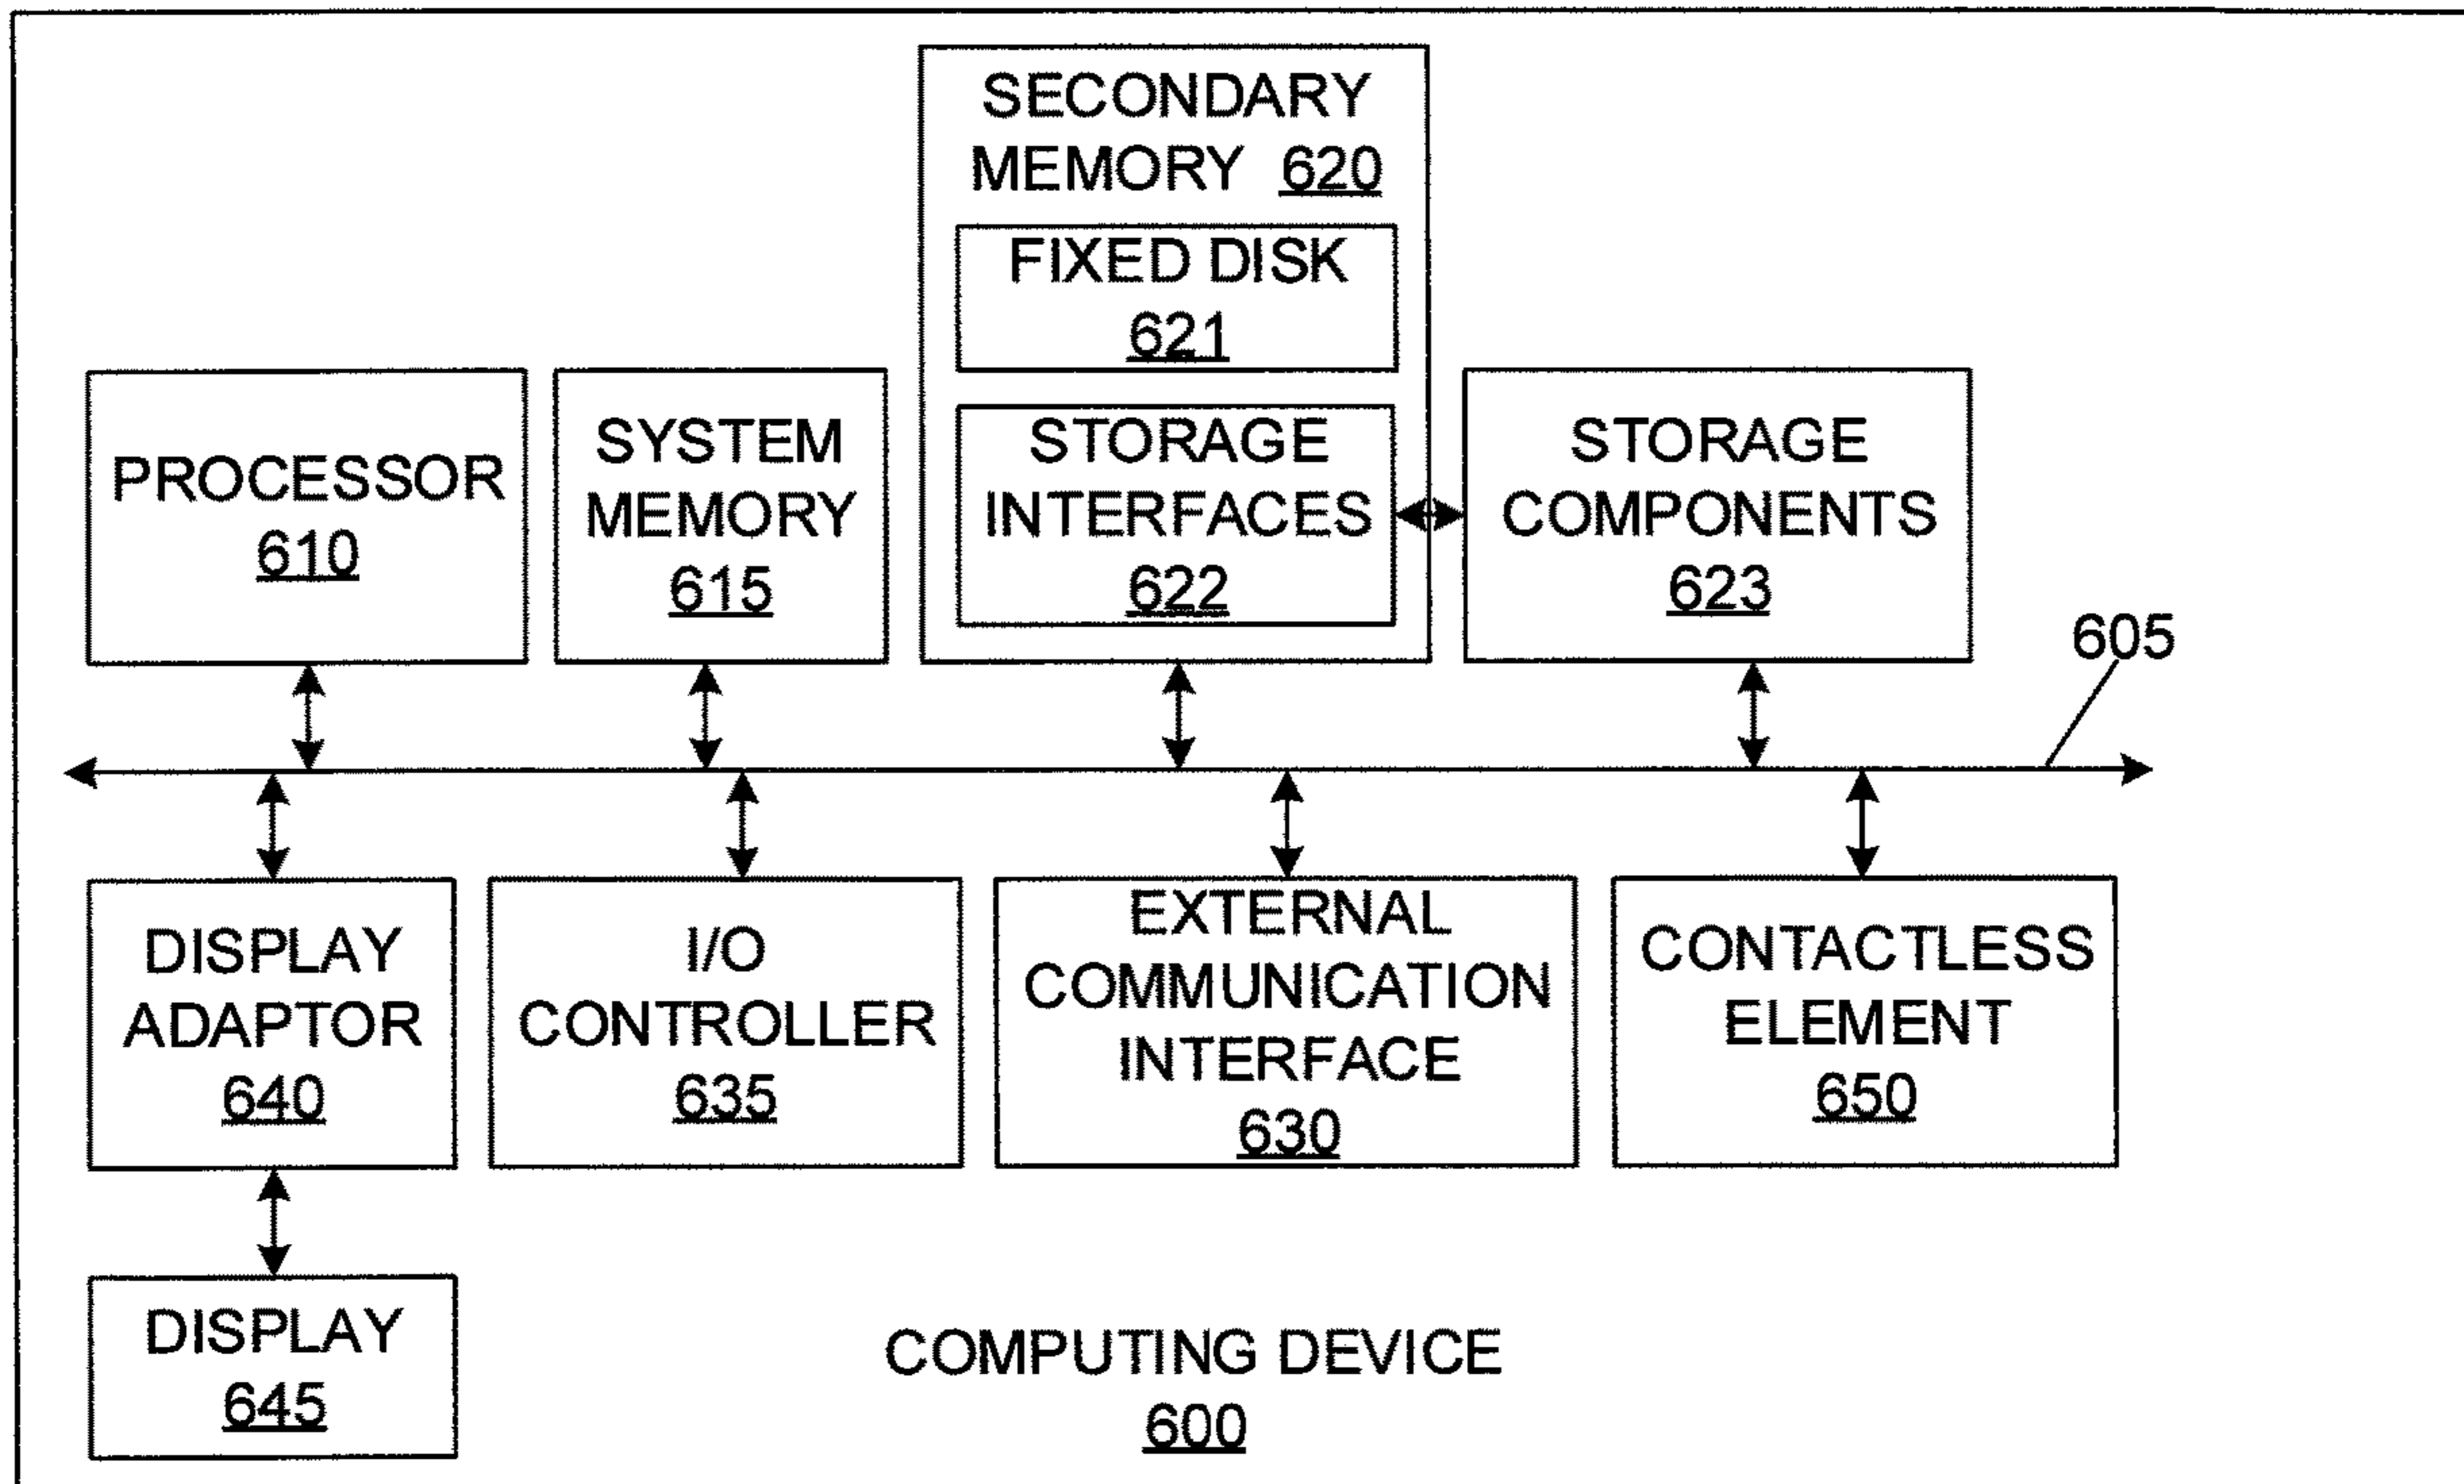 SECONDARY
MEMORY 620
FIXED DISK
621
STORAGE
INTERFACES
622
PROCESSOR
610
SYSTEM
MEMORY
615
STORAGE
COMPONENTS
623
605
DISPLAY
ADAPTOR
640
I/O
CONTROLLER
635
EXTERNAL
COMMUNICATION
INTERFACE
630
CONTACTLESS
ELEMENT
650
DISPLAY
645
COMPUTING DEVICE
600